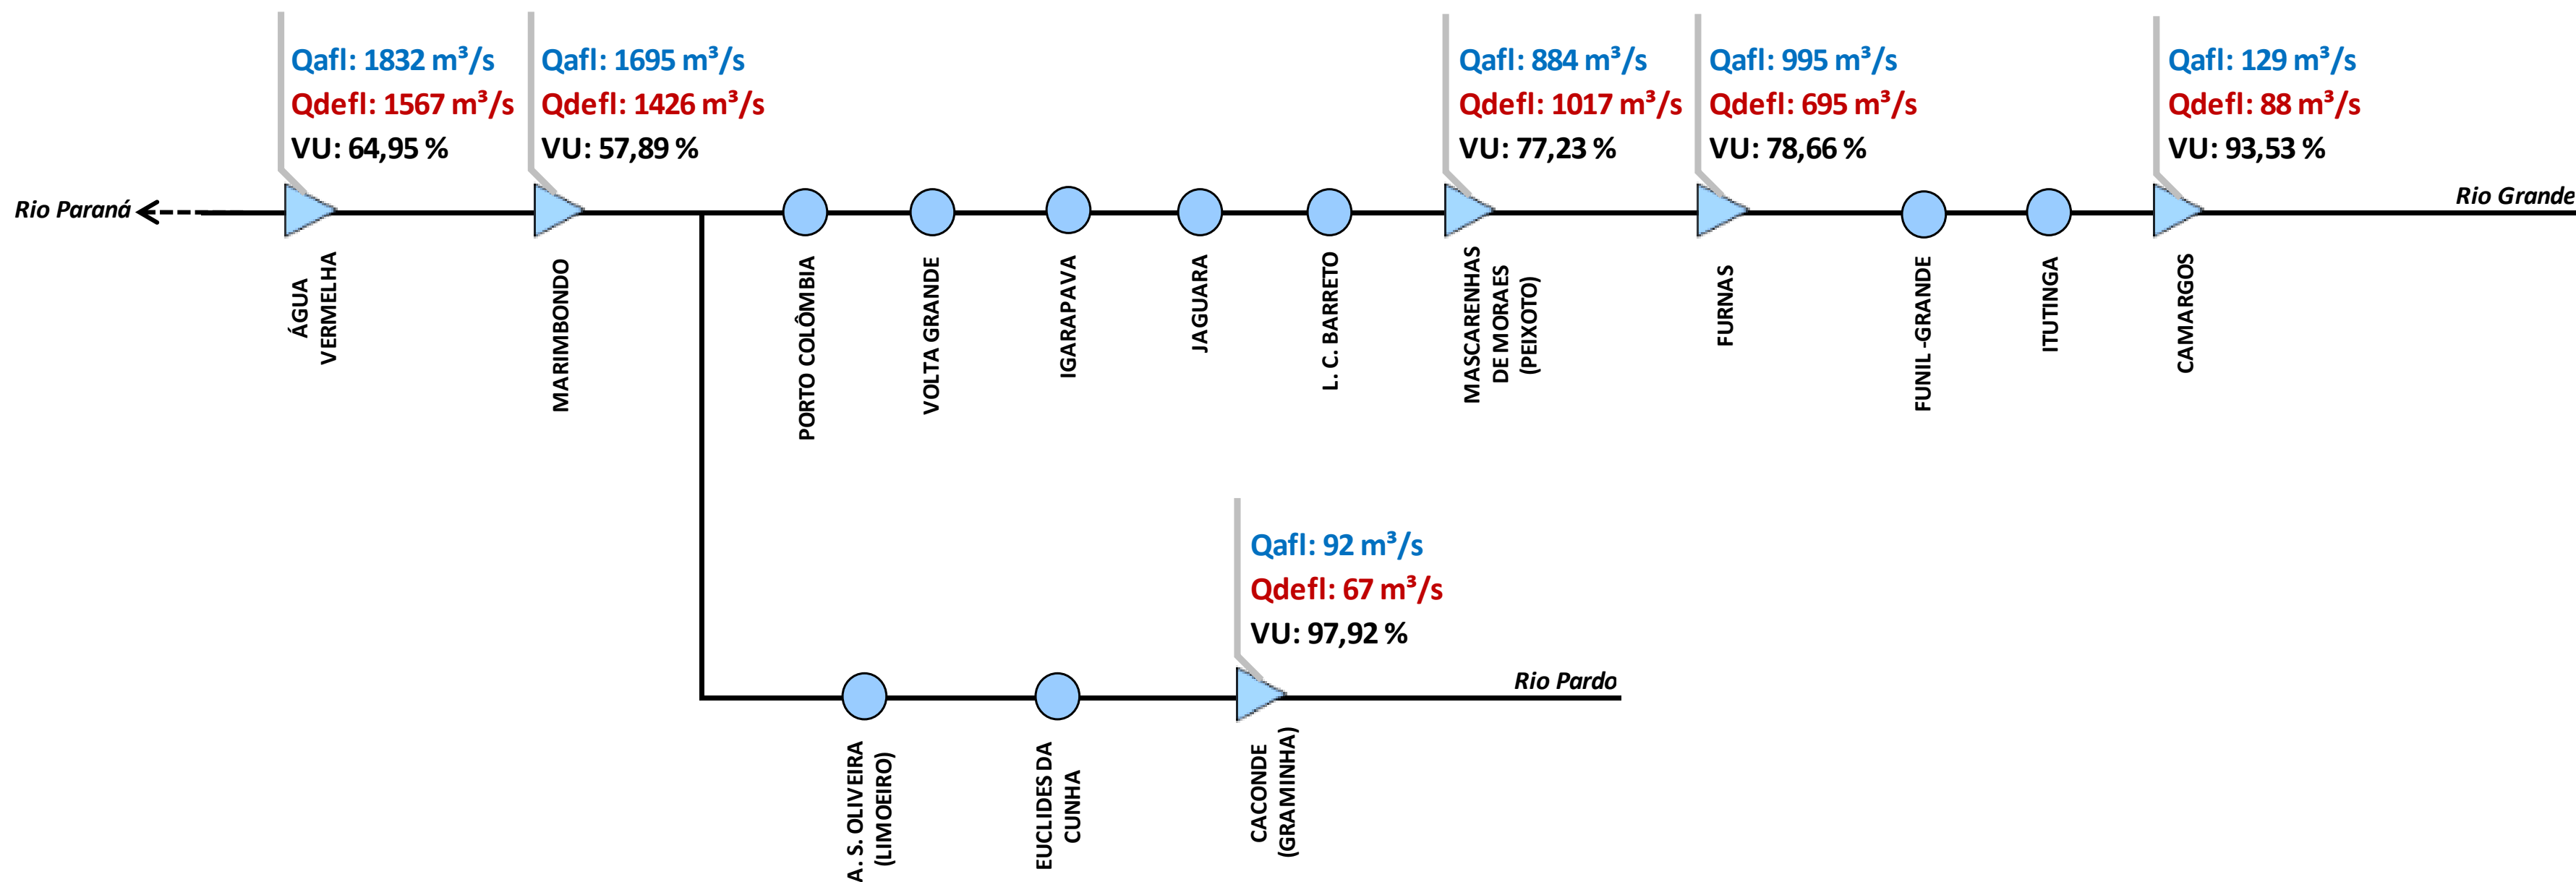 Qafl: 1832 m³/s
Qdefl: 1567 m³/s
VU: 64,95 %
Qafl: 1695 m³/s
Qdefl: 1426 m³/s
VU: 57,89 %
Qafl: 884 m³/s
Qdefl: 1017 m³/s
VU: 77,23 %
Qafl: 995 m³/s
Qdefl: 695 m³/s
VU: 78,66 %
Qafl: 129 m³/s
Qdefl: 88 m³/s
VU: 93,53 %
Rio Paraná
Rio Grande
ÁGUA
VERMELHA
MARIMBONDO
PORTO COLÔMBIA
VOLTA GRANDE
IGARAPAVA
JAGUARA
L. C. BARRETO
MASCARENHAS
DE MORAES
(PEIXOTO)
FURNAS
FUNIL -GRANDE
ITUTINGA
CAMARGOS
Qafl: 92 m³/s
Qdefl: 67 m³/s
VU: 97,92 %
Rio Pardo
A. S. OLIVEIRA
(LIMOEIRO)
EUCLIDES DA
CUNHA
CACONDE
(GRAMINHA)